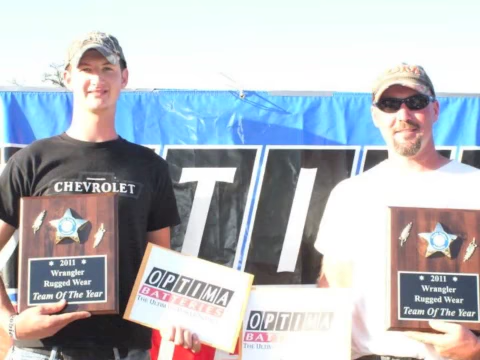 CHEVROLET
2011
Wrangler
Rugged Wear
Team Of The Year
OPTIMA
BATTERIES
OPTIMA
BATTERIES
2011
Wrangler
Rugged Wear
Team Of The Year